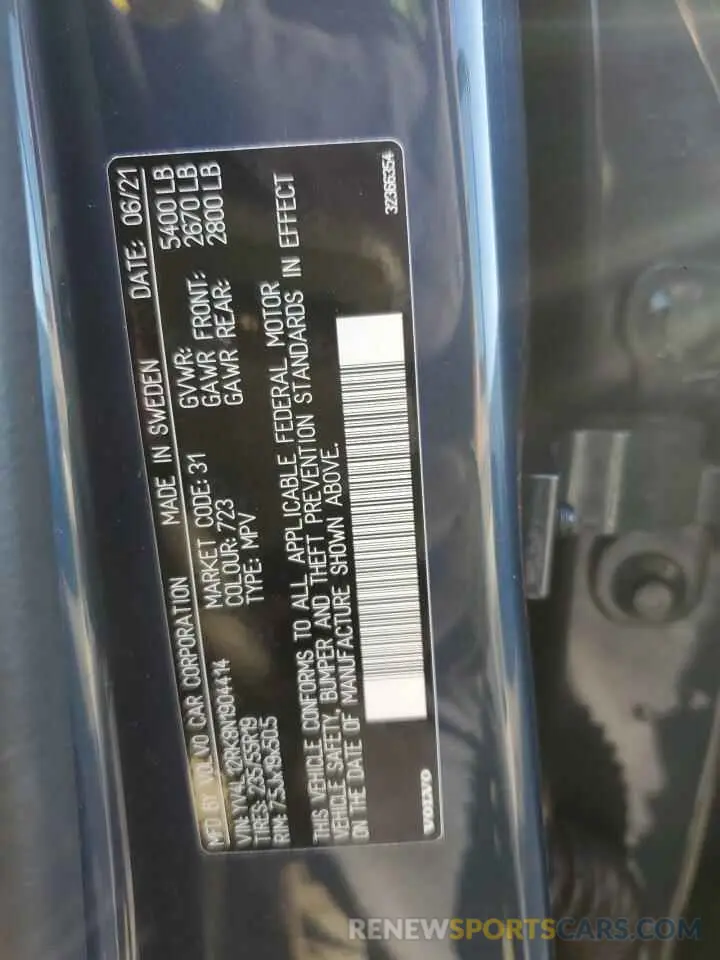 MFD BY VOLVO CAR CORPORATION MADE IN SWEDEN DATE: 06/21
VIN: YV4L12RK8N1904414 MARKET CODE: 31 GVWR: 5400 LB
TIRES: 235/55R19 COLOUR: 723 GAWR FRONT: 2670 LB
RIM: 7.5Jx19x50.5 TYPE: MPV GAWR REAR: 2800 LB
THIS VEHICLE CONFORMS TO ALL APPLICABLE FEDERAL MOTOR
VEHICLE SAFETY, BUMPER AND THEFT PREVENTION STANDARDS IN EFFECT
ON THE DATE OF MANUFACTURE SHOWN ABOVE.
VOLVO 32366354
RENEWSPORTSCARS.COM